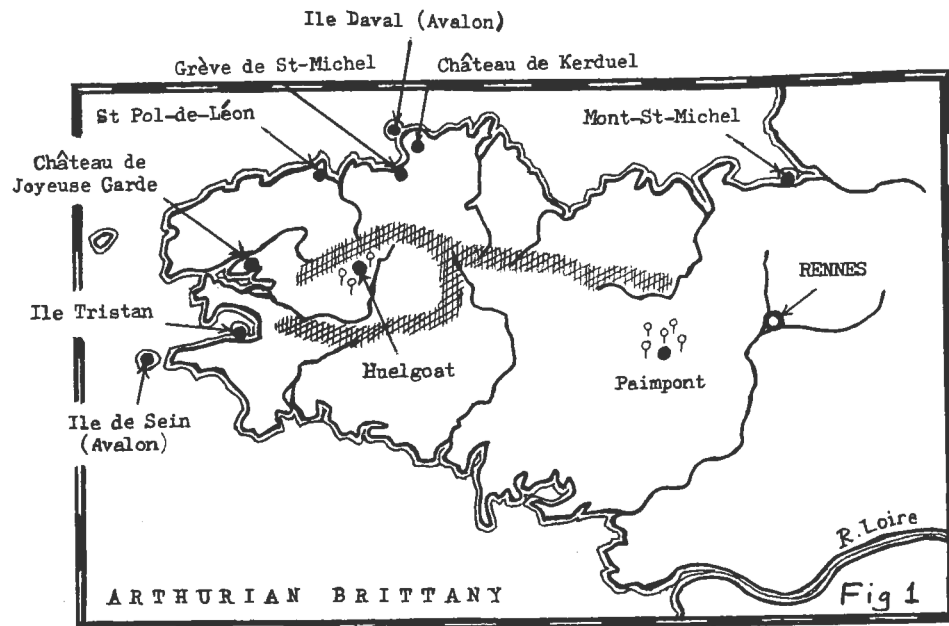 Ile Daval (Avalon)
Grève de St-Michel
Château de Kerduel
St Pol-de-Léon
Mont-St-Michel
Château de
Joyeuse Garde
RENNES
Ile Tristan
Huelgoat
Paimpont
Ile de Sein
(Avalon)
R. Loire
ARTHURIAN BRITTANY
Fig 1